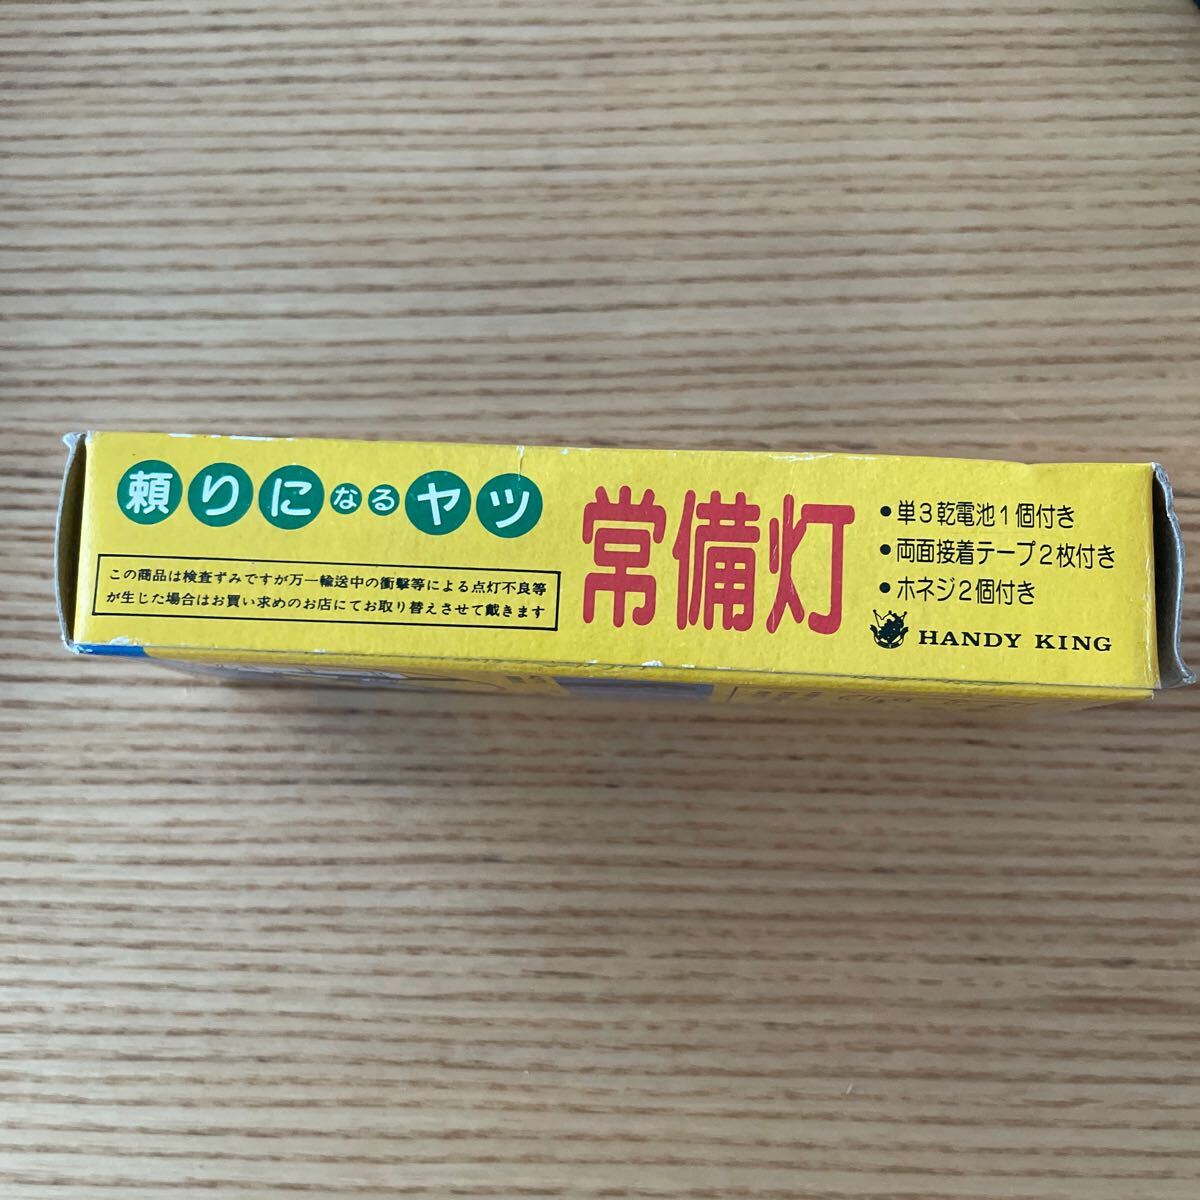 頼りになるヤツ
この商品は検査ずみですが万一輸送中の衝撃等による点灯不良等
が生じた場合はお買い求めのお店にてお取り替えさせて戴きます
常備灯
●単3乾電池1個付き
●両面接着テープ2枚付き
●ホネジ2個付き
HANDY KING